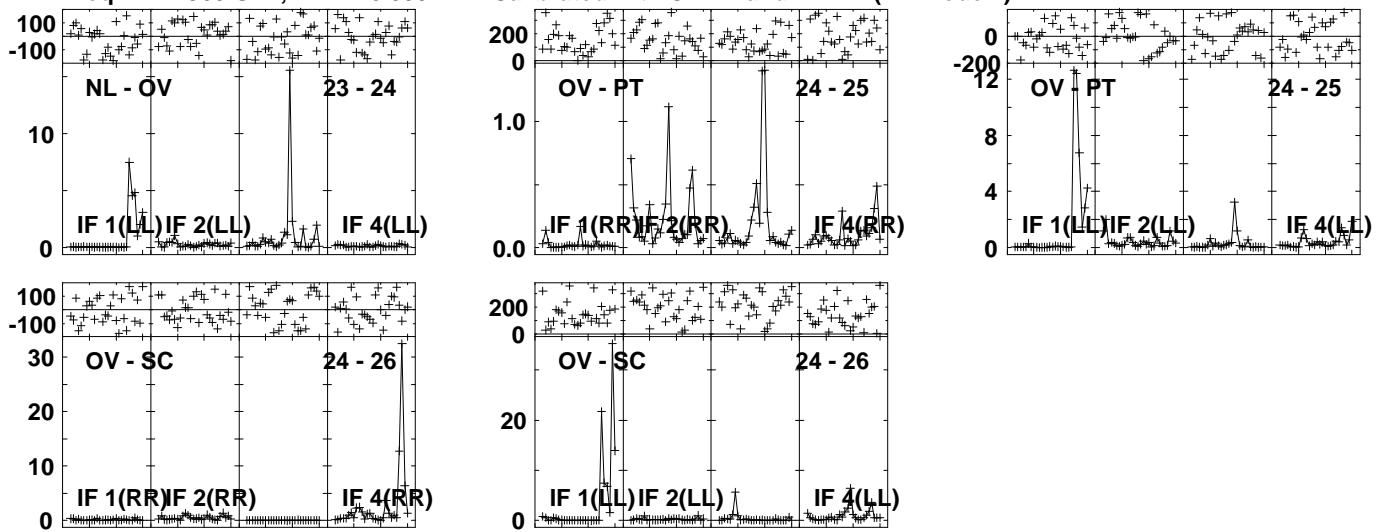 100
-100
NL - OV
23 - 24
10
0
IF 1(LL)
IF 2(LL)
IF 4(LL)
200
0
OV - PT
24 - 25
1.0
0.0
IF 1(RR)
IF 2(RR)
IF 4(RR)
0
-200
OV - PT
24 - 25
12
8
4
0
IF 1(LL)
IF 2(LL)
IF 4(LL)
100
-100
OV - SC
24 - 26
30
20
10
0
IF 1(RR)
IF 2(RR)
IF 4(RR)
200
0
OV - SC
24 - 26
20
0
IF 1(LL)
IF 2(LL)
IF 4(LL)